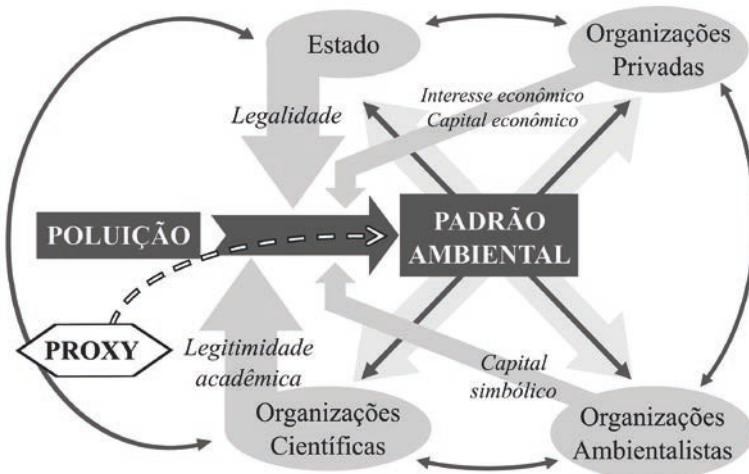 Estado
Organizações
Privadas
Legalidade
Interesse econômico
Capital econômico
POLUIÇÃO
PADRÃO
AMBIENTAL
PROXY
Legitimidade
acadêmica
Capital
simbólico
Organizações
Científicas
Organizações
Ambientalistas